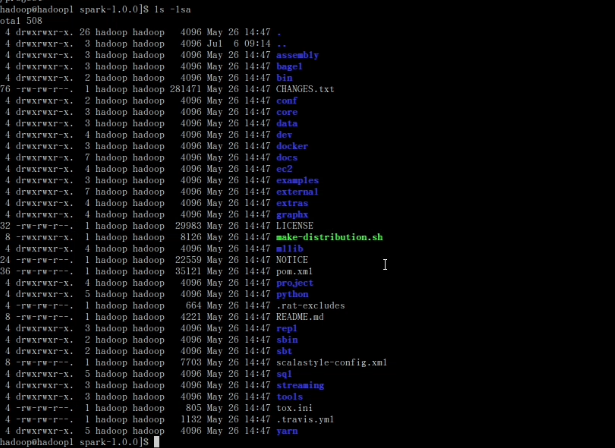 hadoop@hadoop1 spark-1.0.0]$ ls -lsa
otal 508
4 drwxrwxr-x. 26 hadoop hadoop 4096 May 26 14:47 .
4 drwxrwxr-x. 3 hadoop hadoop 4096 Jul 6 09:14 ..
4 drwxrwxr-x. 3 hadoop hadoop 4096 May 26 14:47 assembly
4 drwxrwxr-x. 3 hadoop hadoop 4096 May 26 14:47 bagel
4 drwxrwxr-x. 2 hadoop hadoop 4096 May 26 14:47 bin
76 -rw-rw-r--. 1 hadoop hadoop 281471 May 26 14:47 CHANGES.txt
4 drwxrwxr-x. 2 hadoop hadoop 4096 May 26 14:47 conf
4 drwxrwxr-x. 3 hadoop hadoop 4096 May 26 14:47 core
4 drwxrwxr-x. 3 hadoop hadoop 4096 May 26 14:47 data
4 drwxrwxr-x. 4 hadoop hadoop 4096 May 26 14:47 dev
4 drwxrwxr-x. 3 hadoop hadoop 4096 May 26 14:47 docker
4 drwxrwxr-x. 7 hadoop hadoop 4096 May 26 14:47 docs
4 drwxrwxr-x. 4 hadoop hadoop 4096 May 26 14:47 ec2
4 drwxrwxr-x. 3 hadoop hadoop 4096 May 26 14:47 examples
4 drwxrwxr-x. 7 hadoop hadoop 4096 May 26 14:47 external
4 drwxrwxr-x. 4 hadoop hadoop 4096 May 26 14:47 extras
4 drwxrwxr-x. 4 hadoop hadoop 4096 May 26 14:47 graphx
32 -rw-rw-r--. 1 hadoop hadoop 29983 May 26 14:47 LICENSE
8 -rwxrwxr-x. 1 hadoop hadoop 8126 May 26 14:47 make-distribution.sh
4 drwxrwxr-x. 4 hadoop hadoop 4096 May 26 14:47 mllib
24 -rw-rw-r--. 1 hadoop hadoop 22559 May 26 14:47 NOTICE
36 -rw-rw-r--. 1 hadoop hadoop 35121 May 26 14:47 pom.xml
4 drwxrwxr-x. 4 hadoop hadoop 4096 May 26 14:47 project
4 drwxrwxr-x. 5 hadoop hadoop 4096 May 26 14:47 python
4 -rw-rw-r--. 1 hadoop hadoop 664 May 26 14:47 .rat-excludes
8 -rw-rw-r--. 1 hadoop hadoop 4221 May 26 14:47 README.md
4 drwxrwxr-x. 3 hadoop hadoop 4096 May 26 14:47 repl
4 drwxrwxr-x. 2 hadoop hadoop 4096 May 26 14:47 sbin
4 drwxrwxr-x. 2 hadoop hadoop 4096 May 26 14:47 sbt
8 -rw-rw-r--. 1 hadoop hadoop 7703 May 26 14:47 scalastyle-config.xml
4 drwxrwxr-x. 5 hadoop hadoop 4096 May 26 14:47 sql
4 drwxrwxr-x. 3 hadoop hadoop 4096 May 26 14:47 streaming
4 drwxrwxr-x. 3 hadoop hadoop 4096 May 26 14:47 tools
4 -rw-rw-r--. 1 hadoop hadoop 805 May 26 14:47 tox.ini
4 -rw-rw-r--. 1 hadoop hadoop 1132 May 26 14:47 .travis.yml
4 drwxrwxr-x. 5 hadoop hadoop 4096 May 26 14:47 yarn
hadoop@hadoop1 spark-1.0.0]$